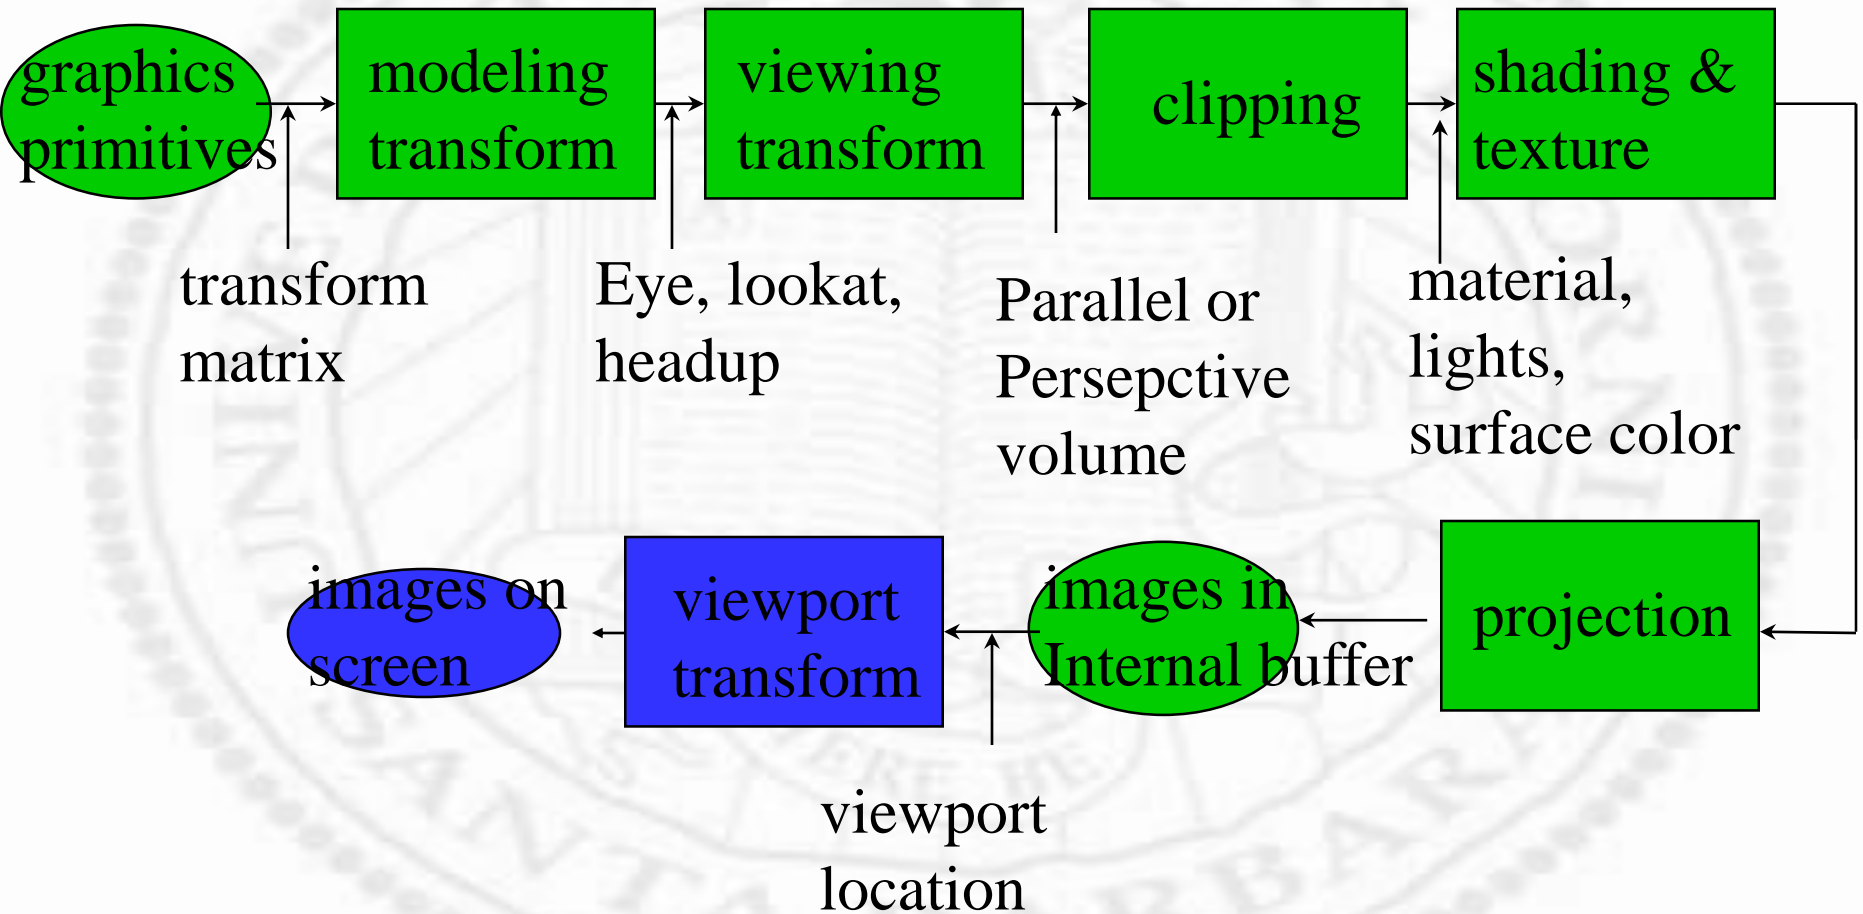 graphics
primitives
modeling
transform
viewing
transform
clipping
shading &
texture
transform
matrix
Eye, lookat,
headup
Parallel or
Persepctive
volume
material,
lights,
surface color
images on
screen
viewport
transform
images in
Internal buffer
projection
viewport
location